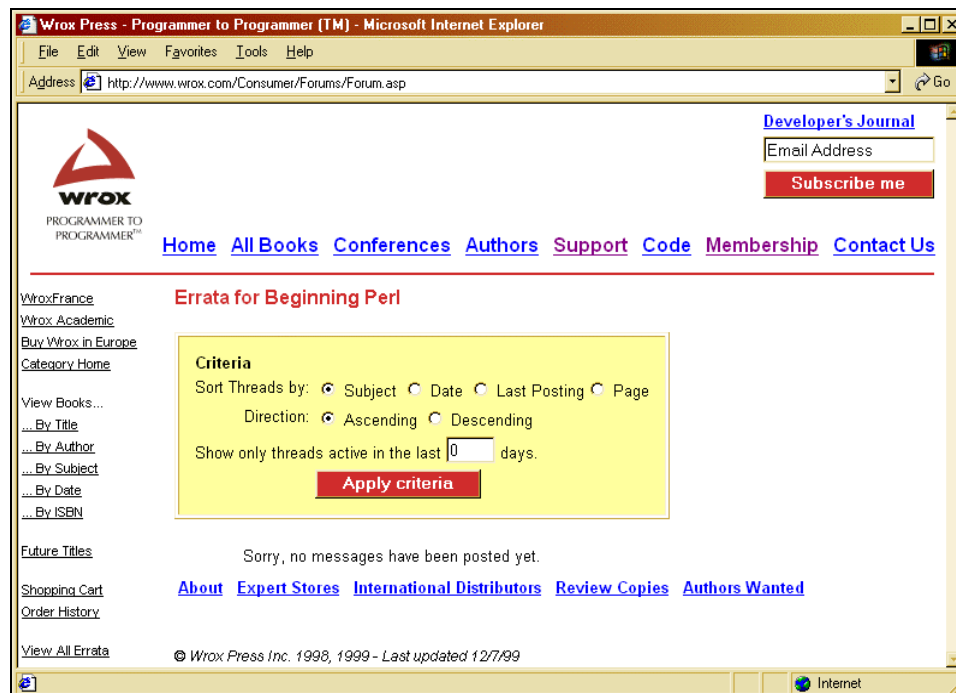 Wrox Press - Programmer to Programmer (TM) - Microsoft Internet Explorer
File Edit View Favorites Tools Help
Address http://www.wrox.com/Consumer/Forums/Forum.asp Go
Developer's Journal
Email Address
Subscribe me
wrox
PROGRAMMER TO
PROGRAMMER™
Home All Books Conferences Authors Support Code Membership Contact Us
WroxFrance
Wrox Academic
Buy Wrox in Europe
Category Home
View Books...
... By Title
... By Author
... By Subject
... By Date
... By ISBN
Future Titles
Shopping Cart
Order History
View All Errata
Errata for Beginning Perl
Criteria
Sort Threads by: Subject Date Last Posting Page
Direction: Ascending Descending
Show only threads active in the last 0 days.
Apply criteria
Sorry, no messages have been posted yet.
About Expert Stores International Distributors Review Copies Authors Wanted
© Wrox Press Inc. 1998, 1999 - Last updated 12/7/99
Internet